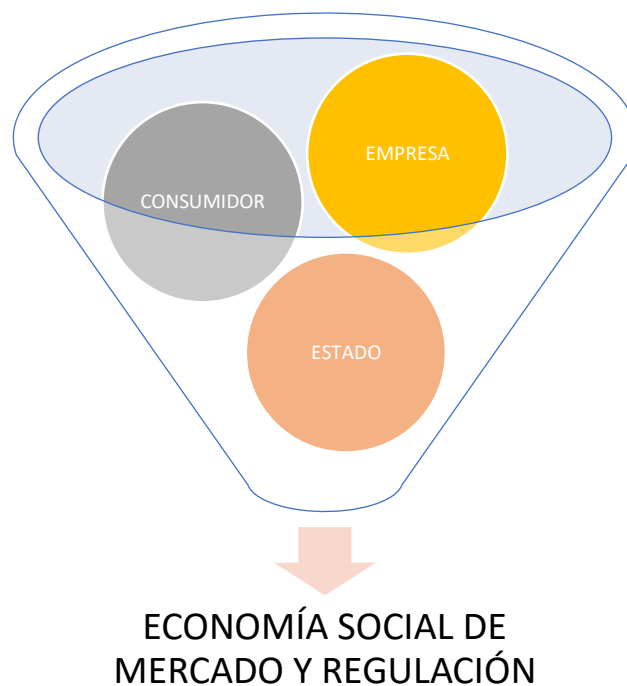 EMPRESA
CONSUMIDOR
ESTADO
ECONOMÍA SOCIAL DE
MERCADO Y REGULACIÓN